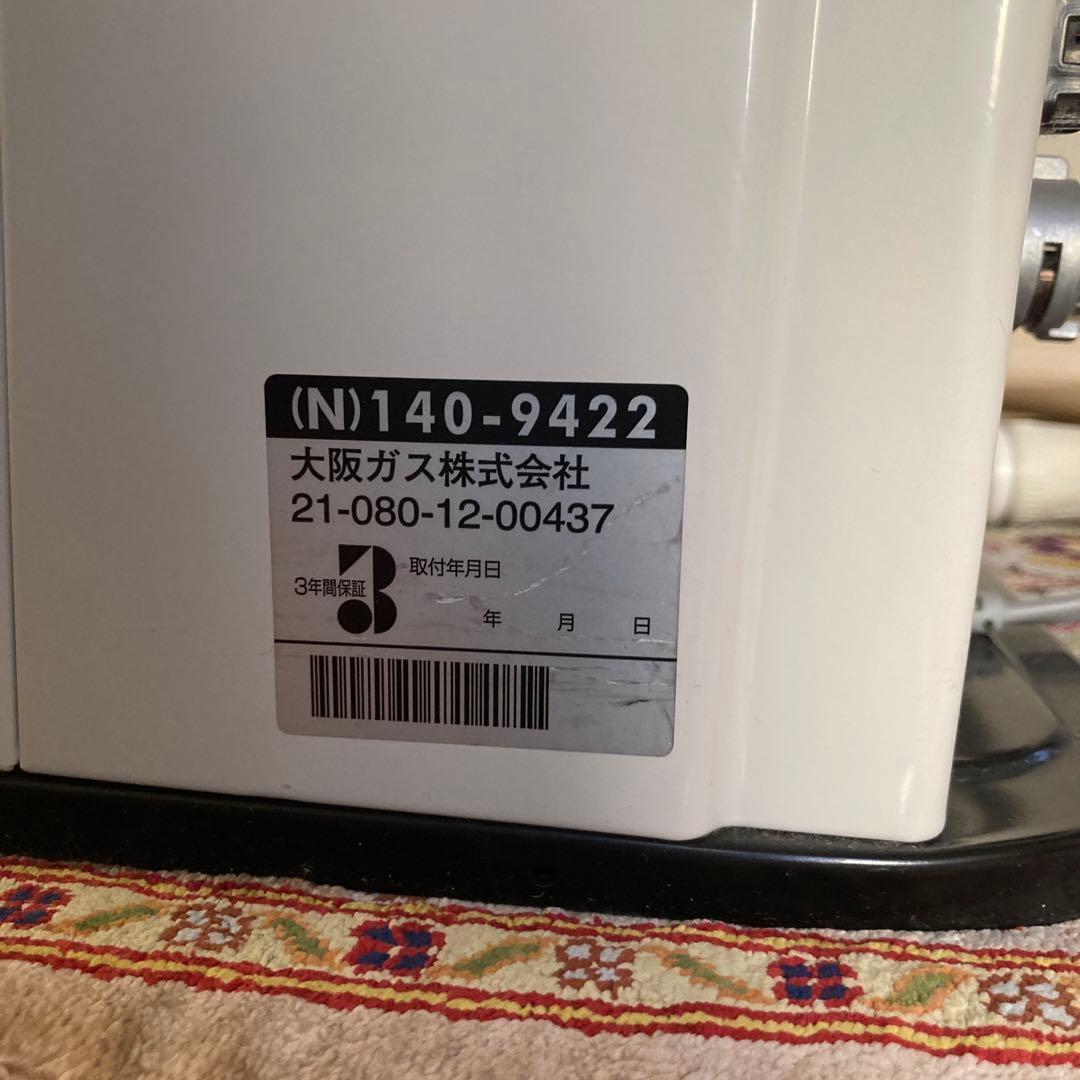 (N)140-9422
大阪ガス株式会社
21-080-12-00437
3年間保証
3
取付年月日
年 月 日